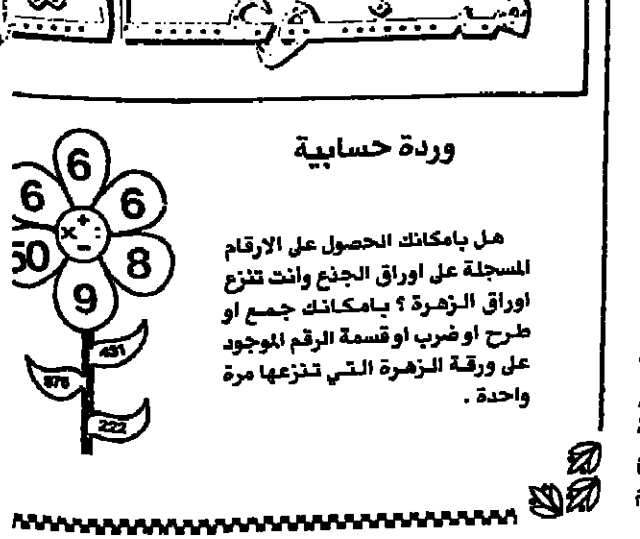 وردة حسابية
هل بامكانك الحصول على الارقام
المسجلة على اوراق الجذع وانت تنزع
اوراق الزهرة ؟ بامكانك جمع او
طرح او ضرب او قسمة الرقم الموجود
على ورقة الزهرة التي تنزعها مرة
واحدة .
6
6
6
50
8
9
+
×
:
−
491
876
222